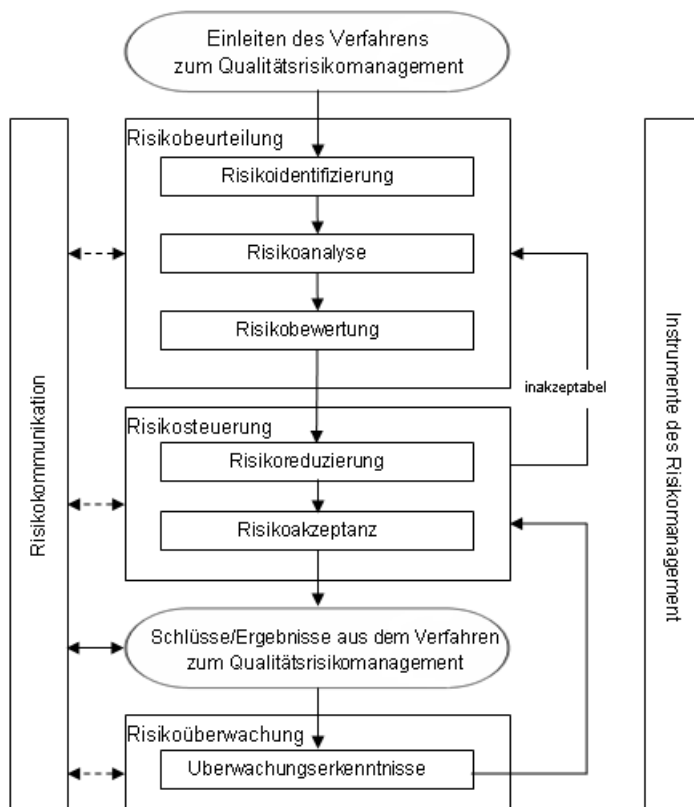 Einleiten des Verfahrens
zum Qualitätsrisikomanagement
Risikobeurteilung
Risikoidentifizierung
Risikoanalyse
Risikobewertung
inakzeptabel
Risikosteuerung
Risikoreduzierung
Risikoakzeptanz
Schlüsse/Ergebnisse aus dem Verfahren
zum Qualitätsrisikomanagement
Risikoüberwachung
Überwachungserkenntnisse
Risikokommunikation
Instrumente des Risikomanagement